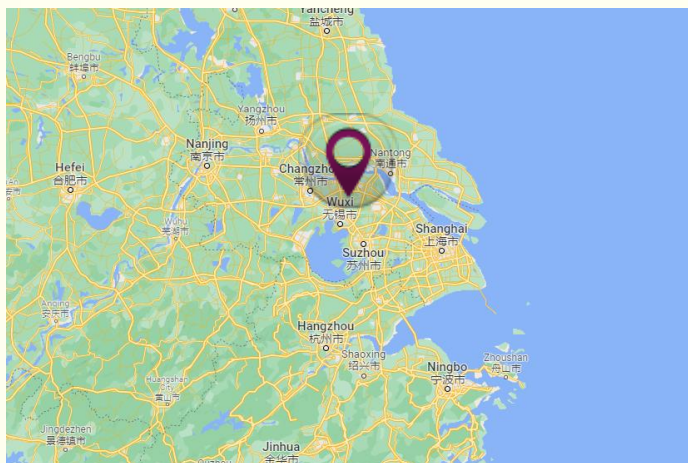 Yancheng
盐城市
Bengbu
蚌埠市
Yangzhou
扬州市
Nanjing
南京市
Nantong
南通市
Hefei
合肥市
Changzho
常州市
Wuxi
无锡市
Wuhu
芜湖市
Shanghai
上海市
Suzhou
苏州市
Anqing
安庆市
Hangzhou
杭州市
Shaoxing
绍兴市
Ningbo
宁波市
Zhoushan
舟山市
Huangshan
City
黄山市
Jingdezhen
景德镇市
Jinhua
金华市